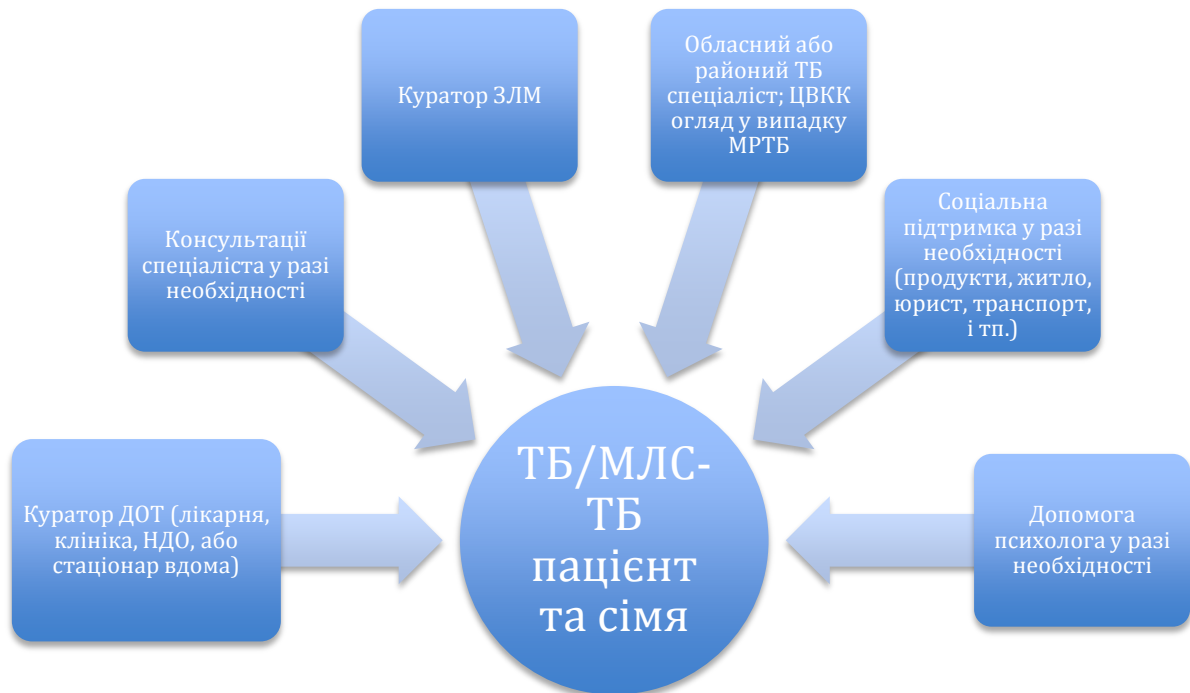 Куратор ЗЛМ
Обласний або
районий ТБ
спеціаліст; ЦВКК
огляд у випадку
МРТБ
Консультації
спеціаліста у разі
необхідності
Соціальна
підтримка у разі
необхідності
(продукти, житло,
юрист, транспорт,
і тп.)
Куратор ДОТ (лікарня,
клініка, НДО, або
стаціонар вдома)
ТБ/МЛС-
ТБ
пацієнт
та сімя
Допомога
психолога у разі
необхідності